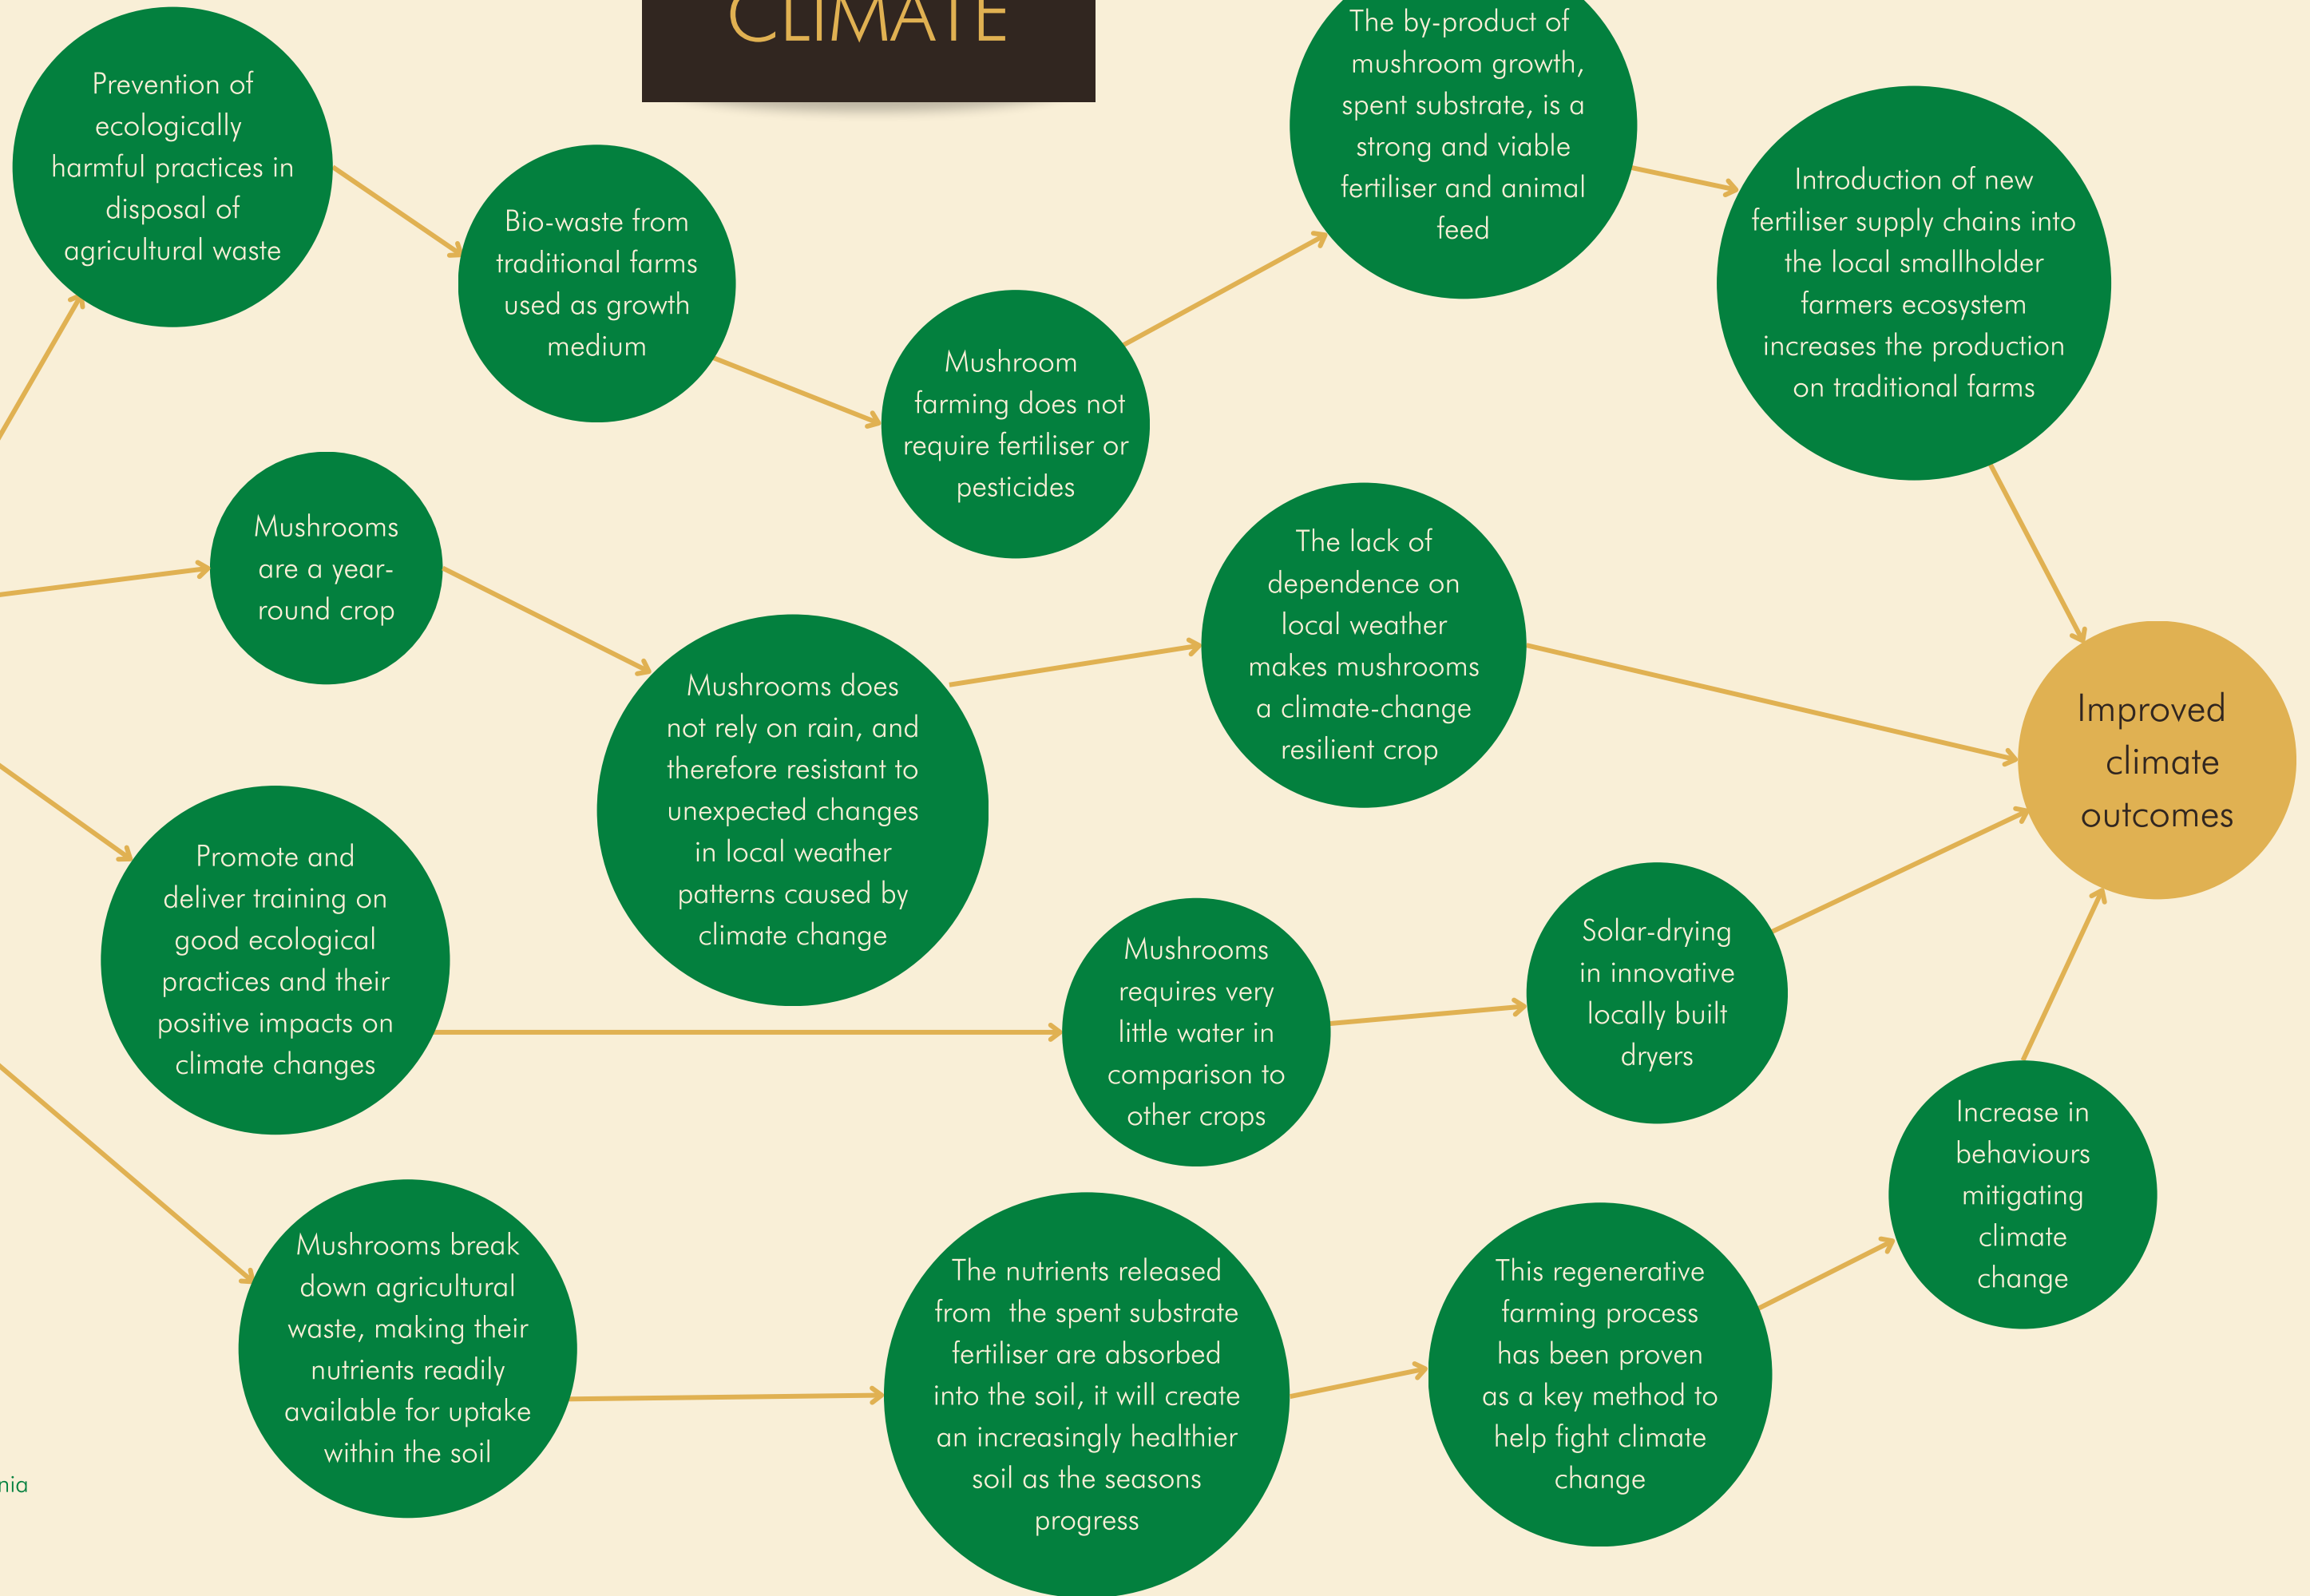 CLIMATE
Prevention of
ecologically
harmful practices in
disposal of
agricultural waste
Bio-waste from
traditional farms
used as growth
medium
Mushroom
farming does not
require fertiliser or
pesticides
The by-product of
mushroom growth,
spent substrate, is a
strong and viable
fertiliser and animal
feed
Introduction of new
fertiliser supply chains into
the local smallholder
farmers ecosystem
increases the production
on traditional farms
Mushrooms
are a year-
round crop
Mushrooms does
not rely on rain, and
therefore resistant to
unexpected changes
in local weather
patterns caused by
climate change
The lack of
dependence on
local weather
makes mushrooms
a climate-change
resilient crop
Improved
climate
outcomes
Promote and
deliver training on
good ecological
practices and their
positive impacts on
climate changes
Mushrooms
requires very
little water in
comparison to
other crops
Solar-drying
in innovative
locally built
dryers
Mushrooms break
down agricultural
waste, making their
nutrients readily
available for uptake
within the soil
The nutrients released
from the spent substrate
fertiliser are absorbed
into the soil, it will create
an increasingly healthier
soil as the seasons
progress
This regenerative
farming process
has been proven
as a key method to
help fight climate
change
Increase in
behaviours
mitigating
climate
change
nia